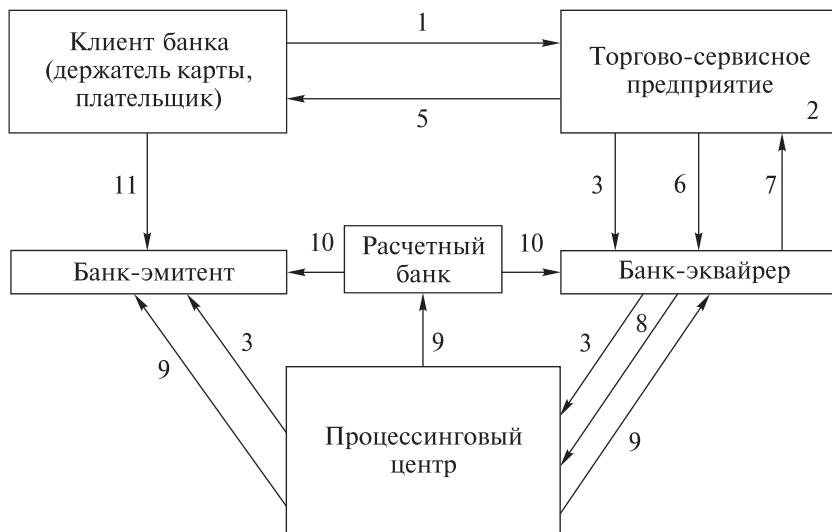 Клиент банка
(держатель карты,
плательщик)
1
Торгово-сервисное
предприятие
2
5
11
3
6
7
Банк-эмитент
10
Расчетный
банк
10
Банк-эквайрер
9
3
9
3
8
9
Процессинговый
центр